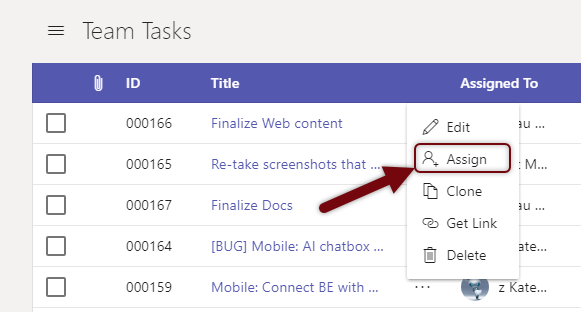 Team Tasks
ID Title Assigned To
000166 Finalize Web content au ...
Edit
000165 Re-take screenshots that ... M...
Assign
000167 Finalize Docs au ...
Clone
Get Link
000164 [BUG] Mobile: AI chatbox ... Kate...
Delete
000159 Mobile: Connect BE with ... ... z Kate...